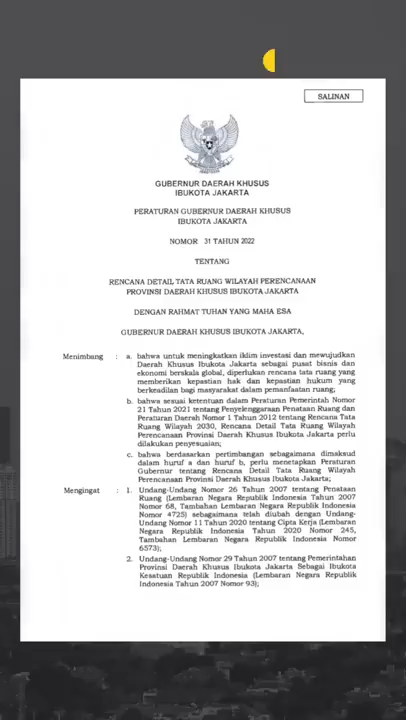 SALINAN
GUBERNUR DAERAH KHUSUS
IBUKOTA JAKARTA
PERATURAN GUBERNUR DAERAH KHUSUS
IBUKOTA JAKARTA
NOMOR 31 TAHUN 2022
TENTANG
RENCANA DETAIL TATA RUANG WILAYAH PERENCANAAN
PROVINSI DAERAH KHUSUS IBUKOTA JAKARTA
DENGAN RAHMAT TUHAN YANG MAHA ESA
GUBERNUR DAERAH KHUSUS IBUKOTA JAKARTA,
Menimbang : a. bahwa untuk meningkatkan iklim investasi dan mewujudkan
Daerah Khusus Ibukota Jakarta sebagai pusat bisnis dan
ekonomi berskala global, diperlukan rencana tata ruang yang
memberikan kepastian hak dan kepastian hukum yang
berkeadilan bagi masyarakat dalam pemanfaatan ruang;
b. bahwa sesuai ketentuan dalam Peraturan Pemerintah Nomor
21 Tahun 2021 tentang Penyelenggaraan Penataan Ruang dan
Peraturan Daerah Nomor 1 Tahun 2012 tentang Rencana Tata
Ruang Wilayah 2030, Rencana Detail Tata Ruang Wilayah
Perencanaan Provinsi Daerah Khusus Ibukota Jakarta perlu
dilakukan penyesuaian;
c. bahwa berdasarkan pertimbangan sebagaimana dimaksud
dalam huruf a dan huruf b, perlu menetapkan Peraturan
Gubernur tentang Rencana Detail Tata Ruang Wilayah
Perencanaan Provinsi Daerah Khusus Ibukota Jakarta;
Mengingat : 1. Undang-Undang Nomor 26 Tahun 2007 tentang Penataan
Ruang (Lembaran Negara Republik Indonesia Tahun 2007
Nomor 68, Tambahan Lembaran Negara Republik Indonesia
Nomor 4725) sebagaimana telah diubah dengan Undang-
Undang Nomor 11 Tahun 2020 tentang Cipta Kerja (Lembaran
Negara Republik Indonesia Tahun 2020 Nomor 245,
Tambahan Lembaran Negara Republik Indonesia Nomor
6573);
2. Undang-Undang Nomor 29 Tahun 2007 tentang Pemerintahan
Provinsi Daerah Khusus Ibukota Jakarta Sebagai Ibukota
Kesatuan Republik Indonesia (Lembaran Negara Republik
Indonesia Tahun 2007 Nomor 93);